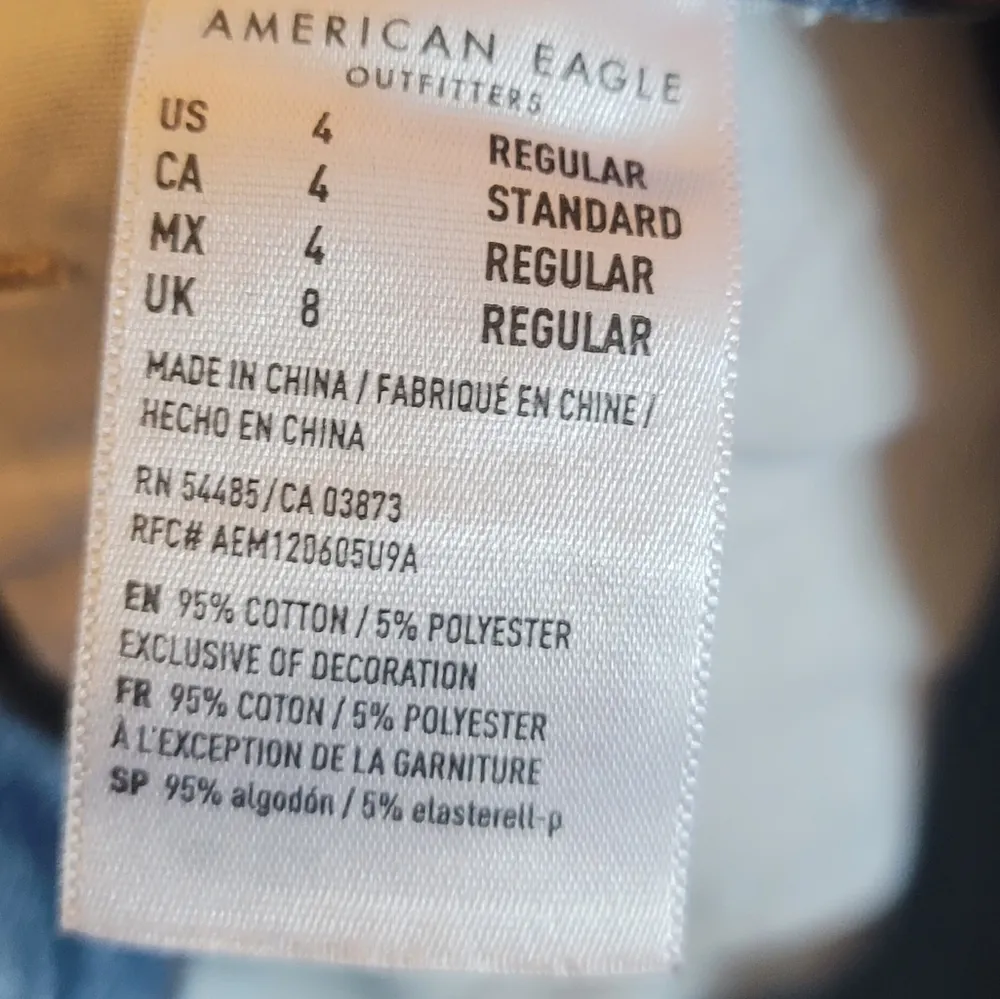 AMERICAN EAGLE
OUTFITTERS
US 4 REGULAR
CA 4 STANDARD
MX 4 REGULAR
UK 8 REGULAR
MADE IN CHINA / FABRIQUÉ EN CHINE /
HECHO EN CHINA
RN 54485/CA 03873
RFC# AEM120605U9A
EN 95% COTTON / 5% POLYESTER
EXCLUSIVE OF DECORATION
FR 95% COTON / 5% POLYESTER
À L'EXCEPTION DE LA GARNITURE
SP 95% algodón / 5% elasterell-p